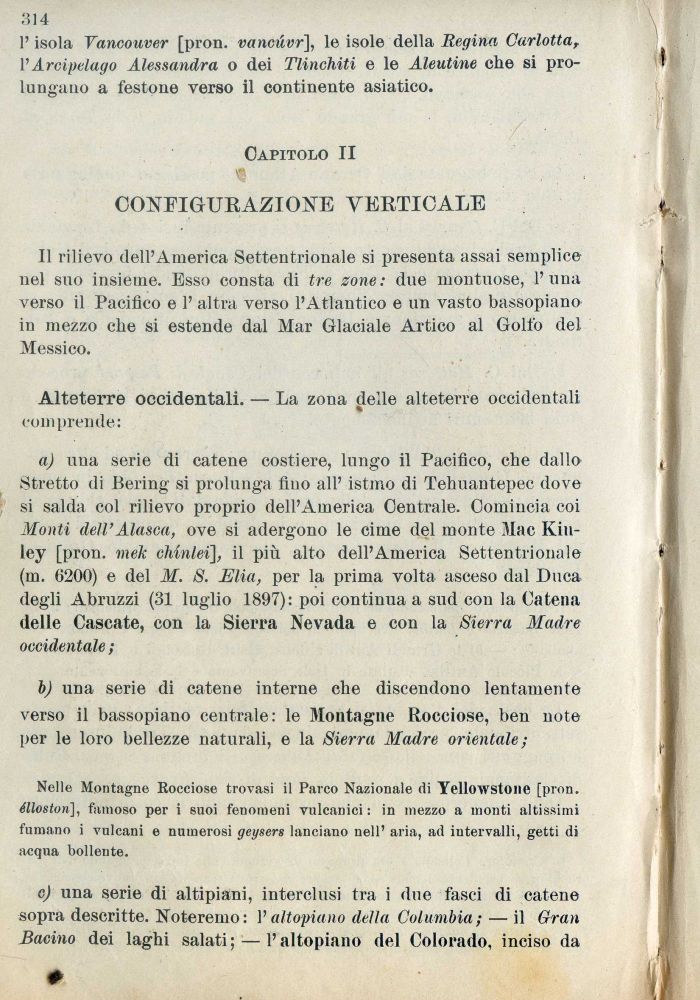 314
l'isola Vancouver [pron. vancúvr], le isole della Regina Carlotta,
l'Arcipelago Alessandra o dei Tlinchiti e le Aleutine che si pro-
lungano a festone verso il continente asiatico.
CAPITOLO II
CONFIGURAZIONE VERTICALE
Il rilievo dell'America Settentrionale si presenta assai semplice
nel suo insieme. Esso consta di tre zone: due montuose, l'una
verso il Pacifico e l'altra verso l'Atlantico e un vasto bassopiano
in mezzo che si estende dal Mar Glaciale Artico al Golfo del
Messico.
Alteterre occidentali. — La zona delle alteterre occidentali
comprende:
a) una serie di catene costiere, lungo il Pacifico, che dallo
Stretto di Bering si prolunga fino all'istmo di Tehuantepec dove
si salda col rilievo proprio dell'America Centrale. Comincia coi
Monti dell'Alasca, ove si adergono le cime del monte Mac Kin-
ley [pron. mek chínlei], il più alto dell'America Settentrionale
(m. 6200) e del M. S. Elia, per la prima volta asceso dal Duca
degli Abruzzi (31 luglio 1897): poi continua a sud con la Catena
delle Cascate, con la Sierra Nevada e con la Sierra Madre
occidentale;
b) una serie di catene interne che discendono lentamente
verso il bassopiano centrale: le Montagne Rocciose, ben note
per le loro bellezze naturali, e la Sierra Madre orientale;
Nelle Montagne Rocciose trovasi il Parco Nazionale di Yellowstone [pron.
élloston], famoso per i suoi fenomeni vulcanici: in mezzo a monti altissimi
fumano i vulcani e numerosi geysers lanciano nell'aria, ad intervalli, getti di
acqua bollente.
c) una serie di altipiani, interclusi tra i due fasci di catene
sopra descritte. Noteremo: l'altopiano della Columbia; — il Gran
Bacino dei laghi salati; — l'altopiano del Colorado, inciso da